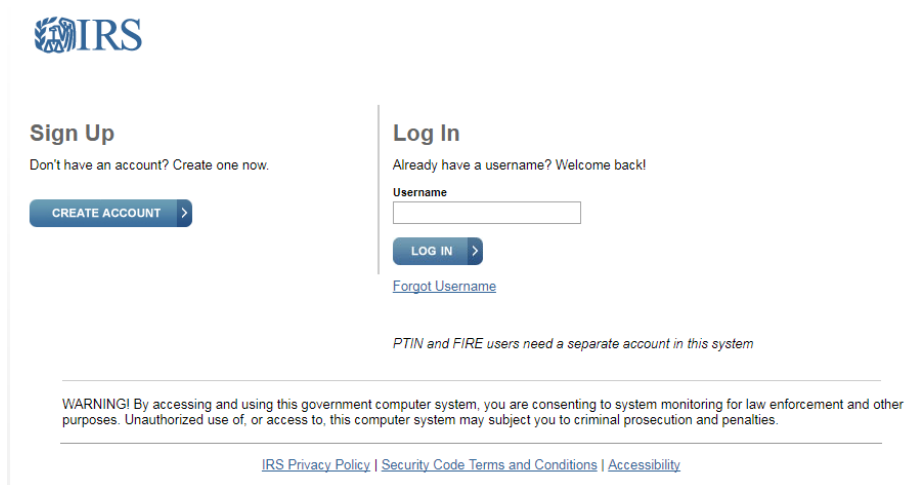 IRS
Sign Up
Don't have an account? Create one now.
CREATE ACCOUNT
Log In
Already have a username? Welcome back!
Username
LOG IN
Forgot Username
PTIN and FIRE users need a separate account in this system
WARNING! By accessing and using this government computer system, you are consenting to system monitoring for law enforcement and other
purposes. Unauthorized use of, or access to, this computer system may subject you to criminal prosecution and penalties.
IRS Privacy Policy | Security Code Terms and Conditions | Accessibility